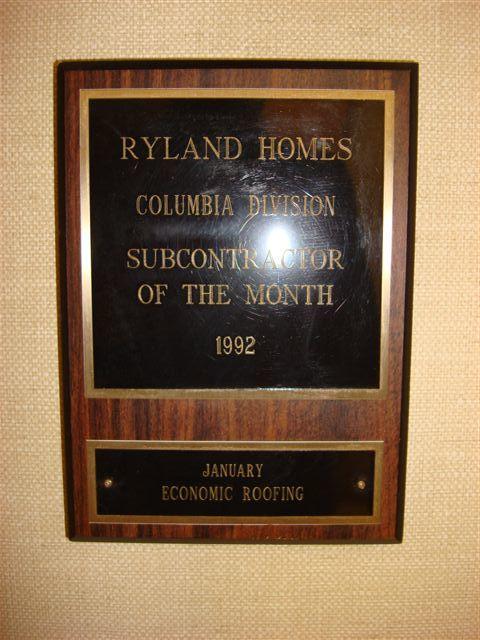 RYLAND HOMES
COLUMBIA DIVISION
SUBCONTRACTOR
OF THE MONTH
1992
JANUARY
ECONOMIC ROOFING